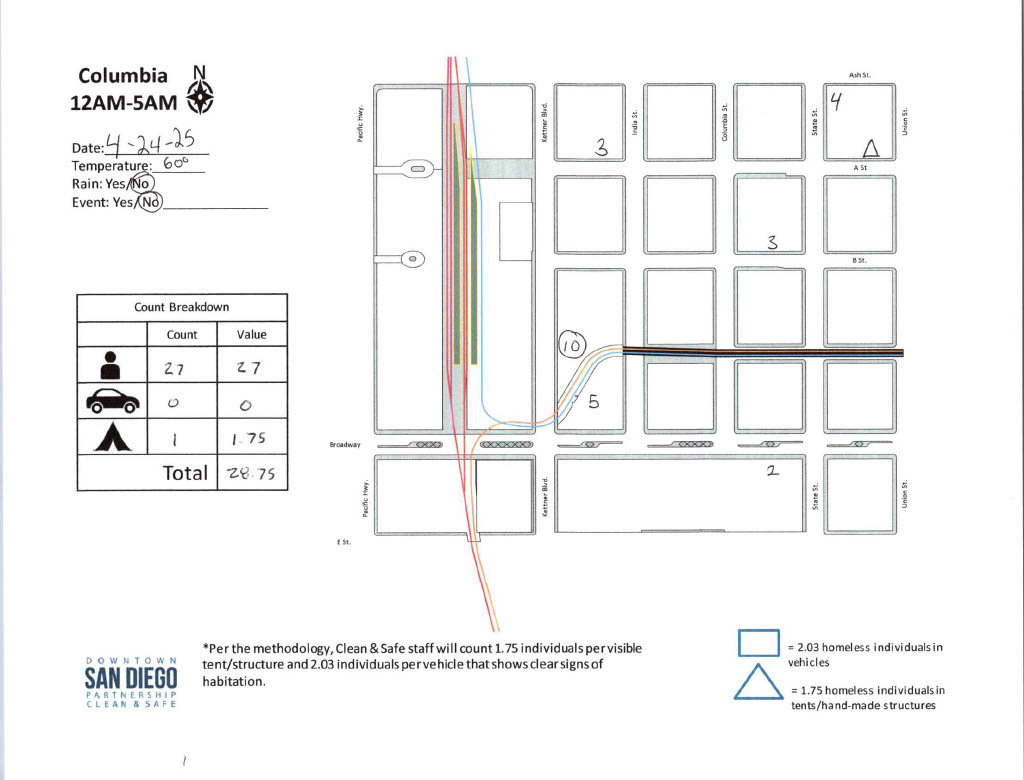 Columbia
N
12AM-5AM
Date: 4-24-25
Temperature: 60°
Rain: Yes/No
Event: Yes/No
Count Breakdown
Count Value
27 27
0 0
1 1.75
Total 28.75
Ash St.
Pacific Hwy.
Kettner Blvd.
India St.
Columbia St.
State St.
Union St.
4
3
A St
3
B St.
10
5
Broadway
2
Pacific Hwy.
Kettner Blvd.
State St.
Union St.
E St.
*Per the methodology, Clean & Safe staff will count 1.75 individuals per visible
tent/structure and 2.03 individuals per vehicle that shows clear signs of
habitation.
= 2.03 homeless individuals in
vehicles
= 1.75 homeless individuals in
tents/hand-made structures
DOWNTOWN
SAN DIEGO
PARTNERSHIP
CLEAN & SAFE